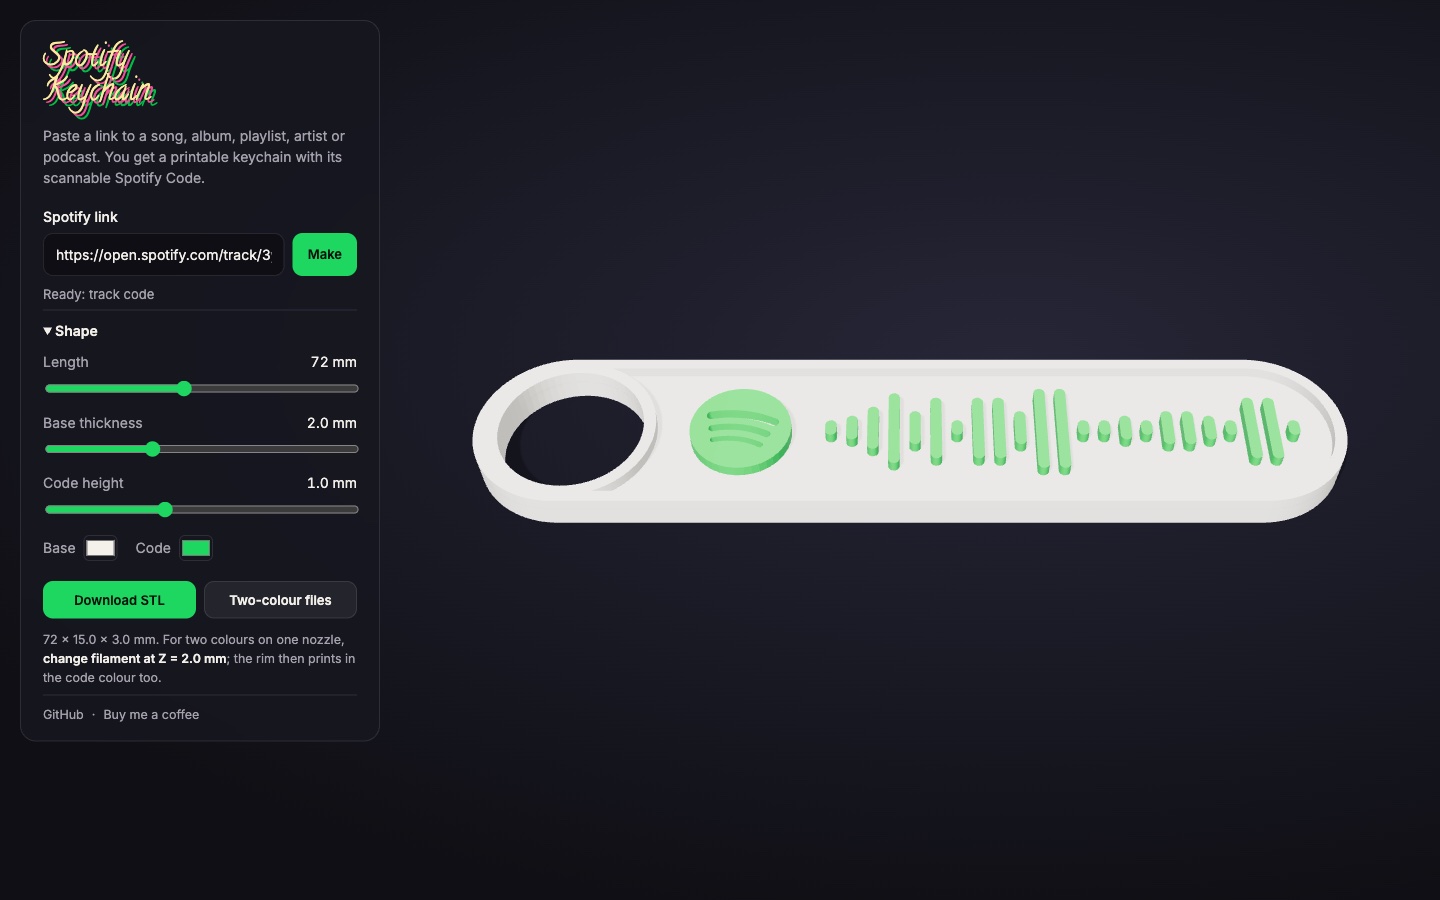 Spotify
Keychain
Paste a link to a song, album, playlist, artist or
podcast. You get a printable keychain with its
scannable Spotify Code.
Spotify link
https://open.spotify.com/track/3
Make
Ready: track code
▼ Shape
Length 72 mm
Base thickness 2.0 mm
Code height 1.0 mm
Base Code
Download STL Two-colour files
72 × 15.0 × 3.0 mm. For two colours on one nozzle,
change filament at Z = 2.0 mm; the rim then prints in
the code colour too.
GitHub · Buy me a coffee